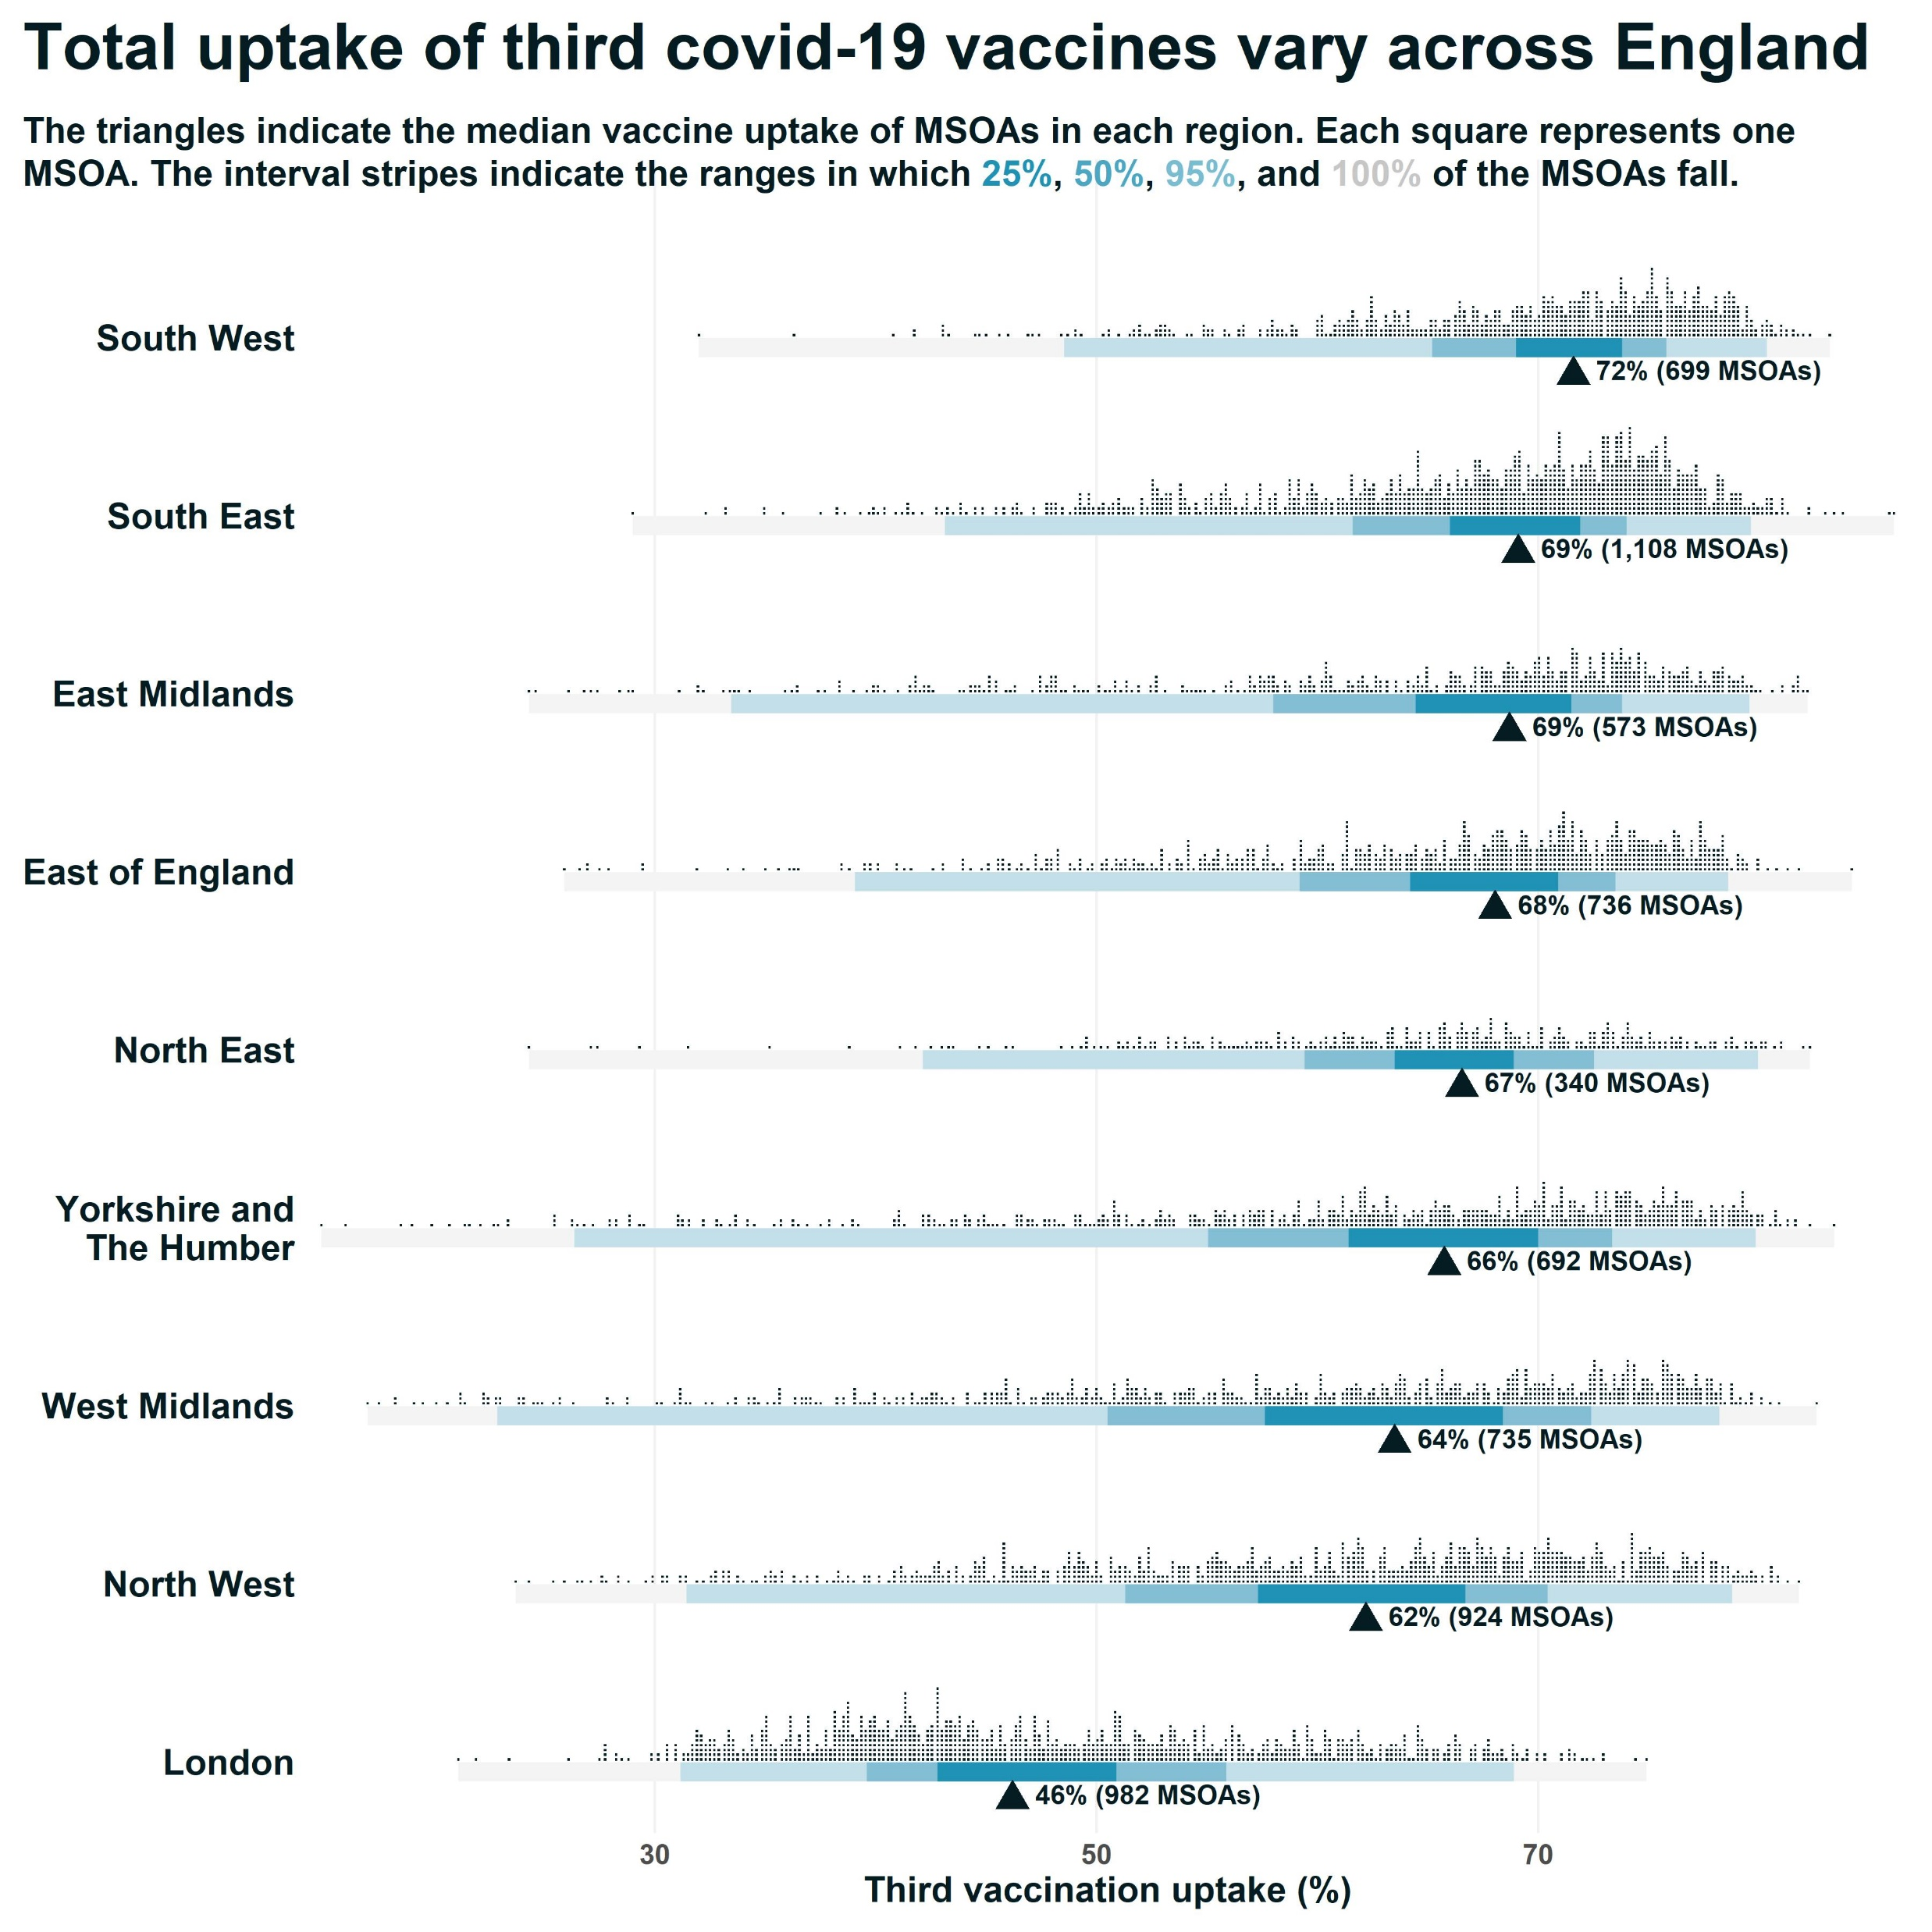 Total uptake of third covid-19 vaccines vary across England
The triangles indicate the median vaccine uptake of MSOAs in each region. Each square represents one
MSOA. The interval stripes indicate the ranges in which 25%, 50%, 95%, and 100% of the MSOAs fall.
South West
72% (699 MSOAs)
South East
69% (1,108 MSOAs)
East Midlands
69% (573 MSOAs)
East of England
68% (736 MSOAs)
North East
67% (340 MSOAs)
Yorkshire and
The Humber
66% (692 MSOAs)
West Midlands
64% (735 MSOAs)
North West
62% (924 MSOAs)
London
46% (982 MSOAs)
30 50 70
Third vaccination uptake (%)